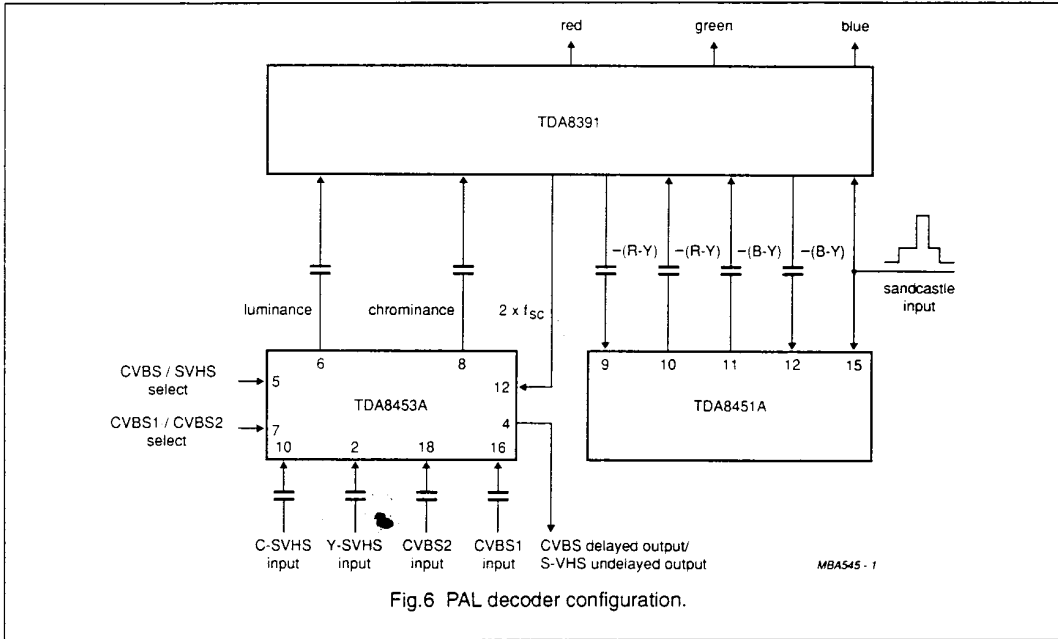 red green blue
TDA8391
−(R-Y) −(R-Y) −(B-Y) −(B-Y)
sandcastle
input
luminance chrominance 2 x fSC
6 8 9 10 11 12 15
CVBS / SVHS
select
5 12
TDA8453A TDA8451A
CVBS1 / CVBS2
select
7 4
10 2 18 16
C-SVHS
input
Y-SVHS
input
CVBS2
input
CVBS1
input
CVBS delayed output/
S-VHS undelayed output
MBA545 - 1
Fig.6 PAL decoder configuration.